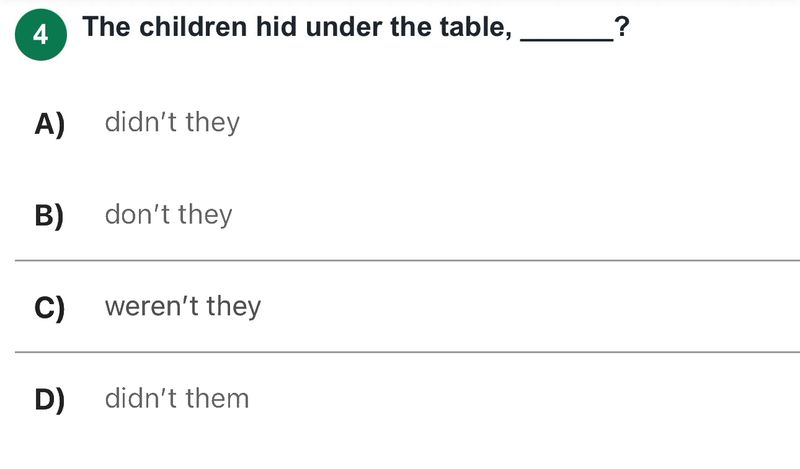 4 The children hid under the table, ______?
A) didn't they
B) don't they
C) weren't they
D) didn't them